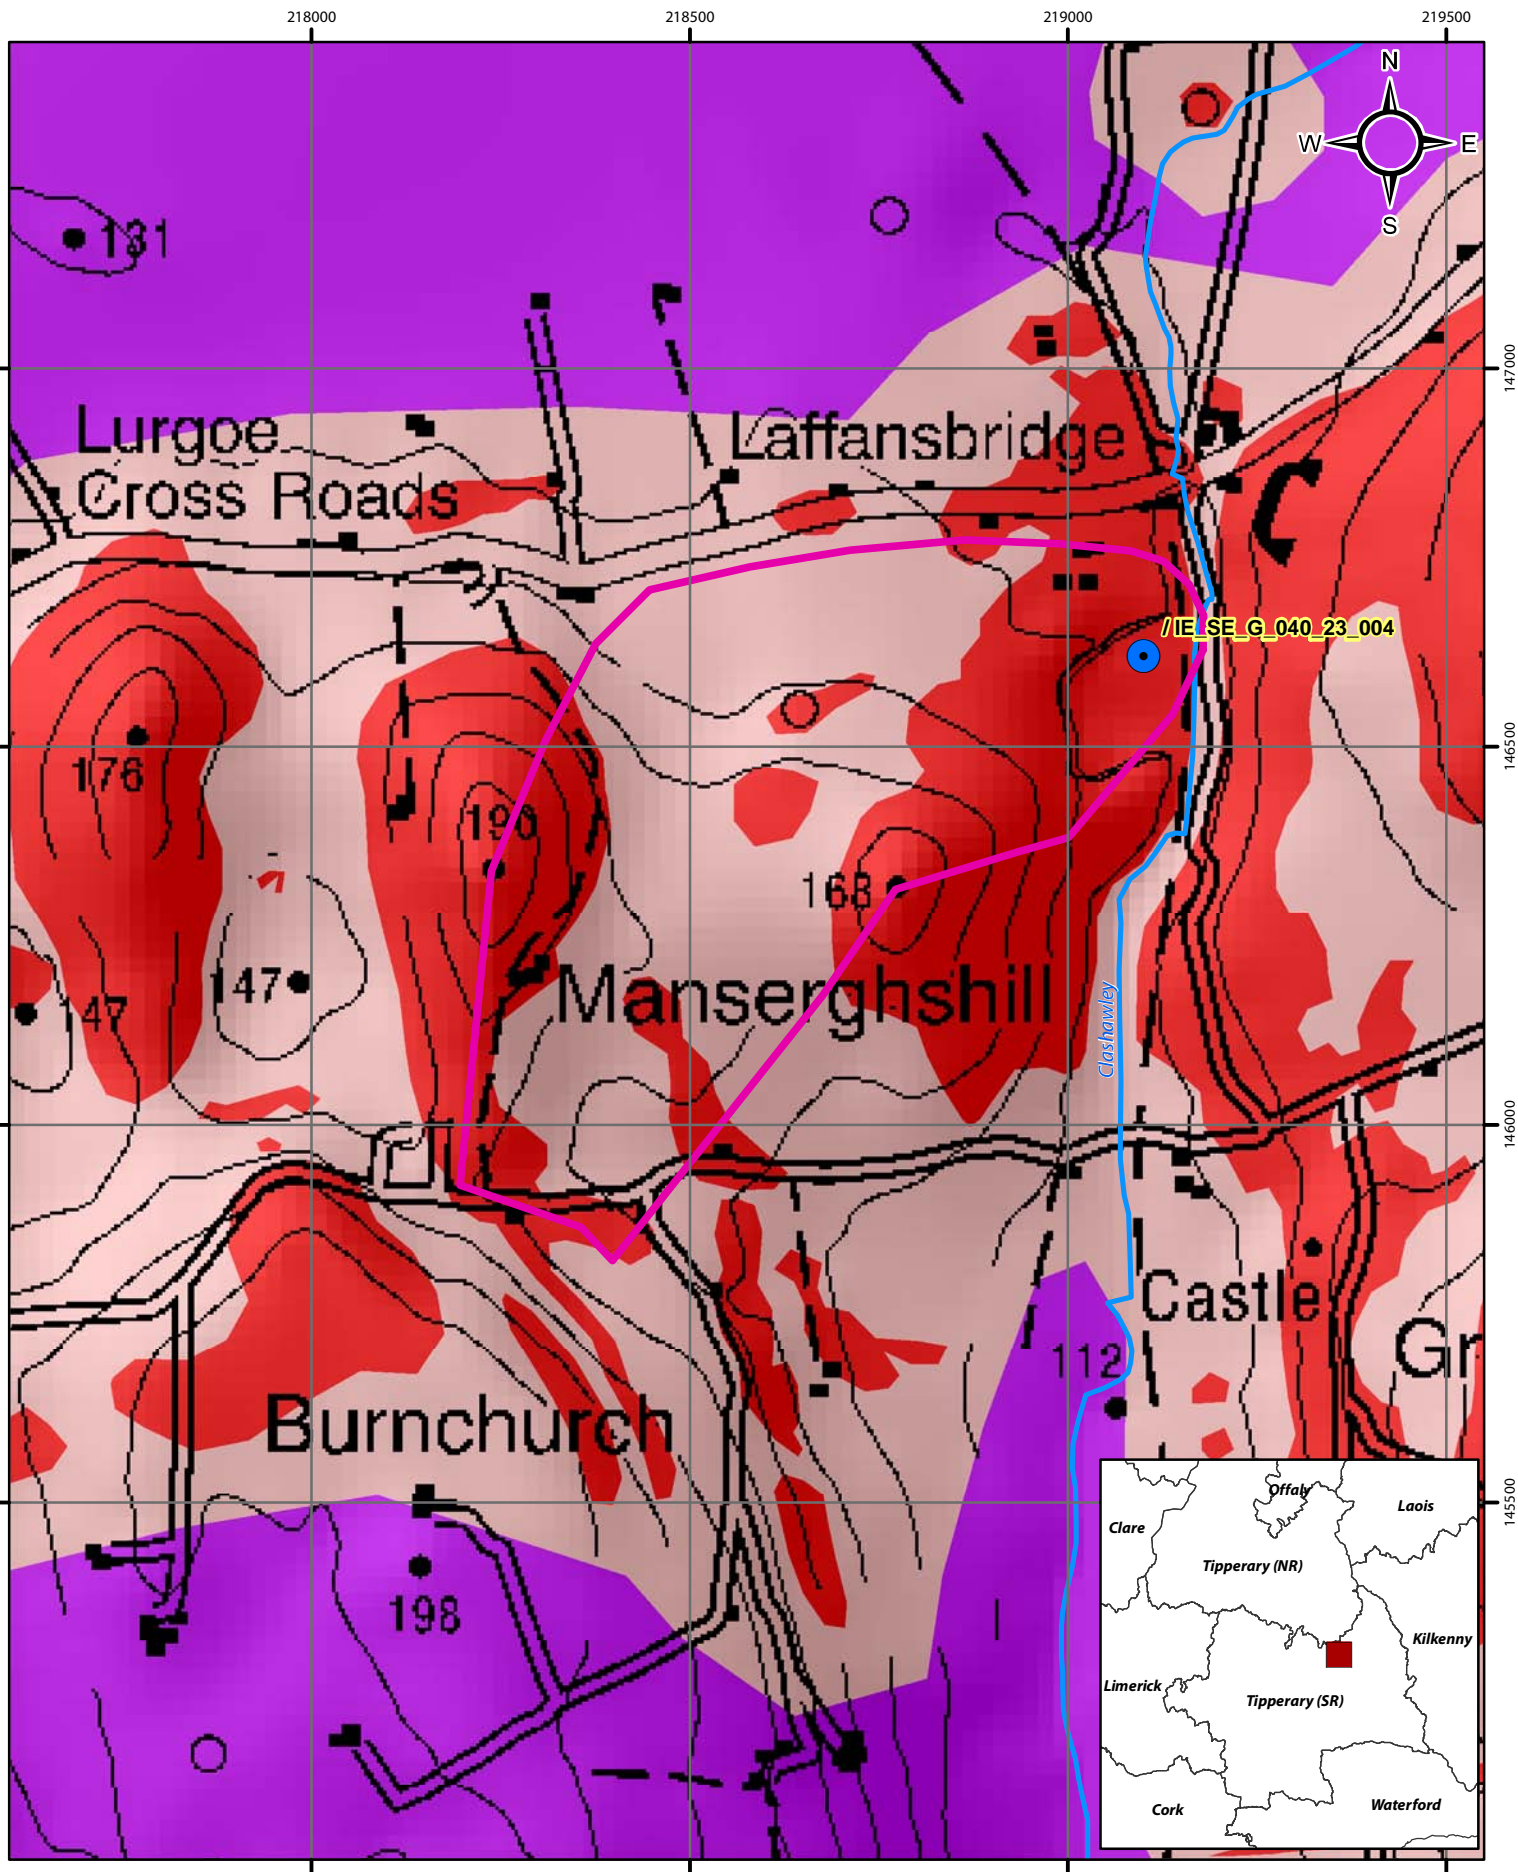 218000 218500 219000 219500
N
W E
S
131
147000
Lurgoe
Cross Roads
Laffansbridge
/ IE_SE_G_040_23_004
176
190
146500
168
147
47
Manserghshill
Clashawley
146000
Castle
112
Gr
Burnchurch
198
145500
Offaly
Laois
Clare
Tipperary (NR)
Kilkenny
Limerick
Tipperary (SR)
Cork
Waterford